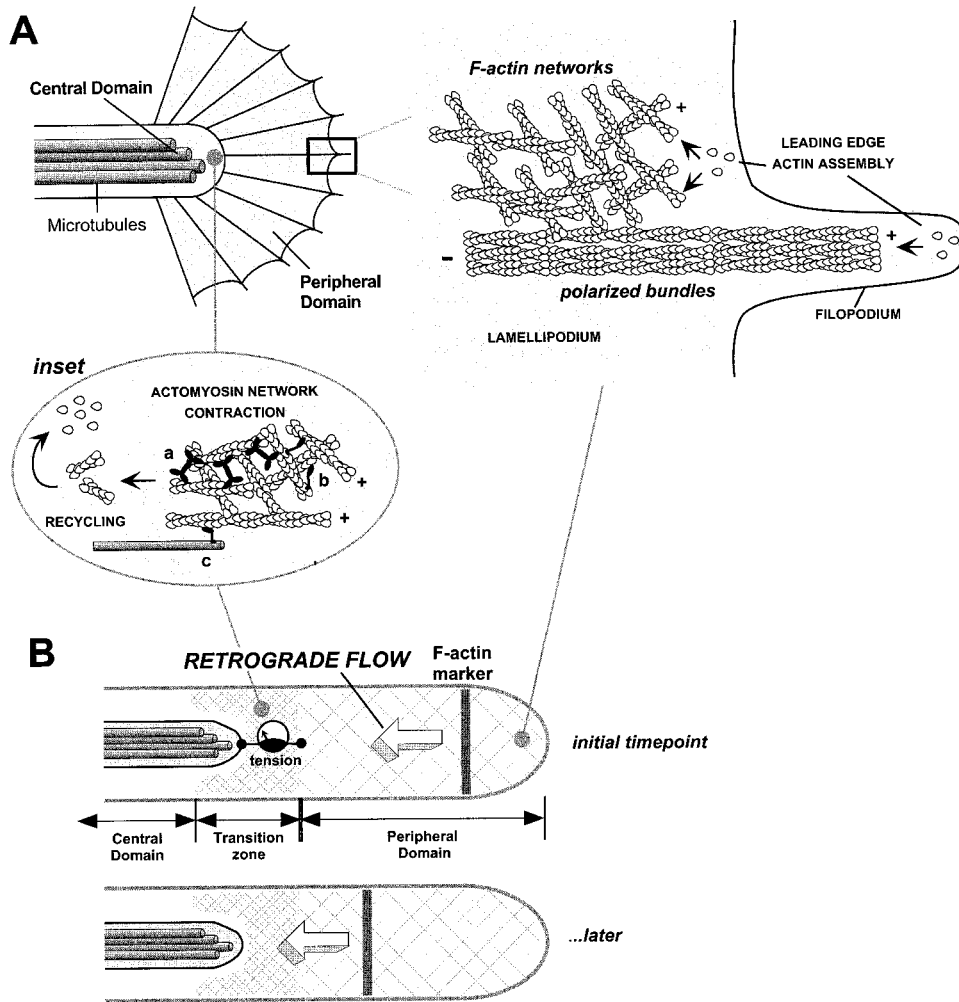 A
Central Domain
Microtubules
Peripheral
Domain
F-actin networks
+
LEADING EDGE
ACTIN ASSEMBLY
+
-
polarized bundles
FILOPODIUM
LAMELLIPODIUM
inset
ACTOMYOSIN NETWORK
CONTRACTION
a
b
+
RECYCLING
+
c
B
RETROGRADE FLOW
F-actin
marker
tension
initial timepoint
Central
Domain
Transition
zone
Peripheral
Domain
...later